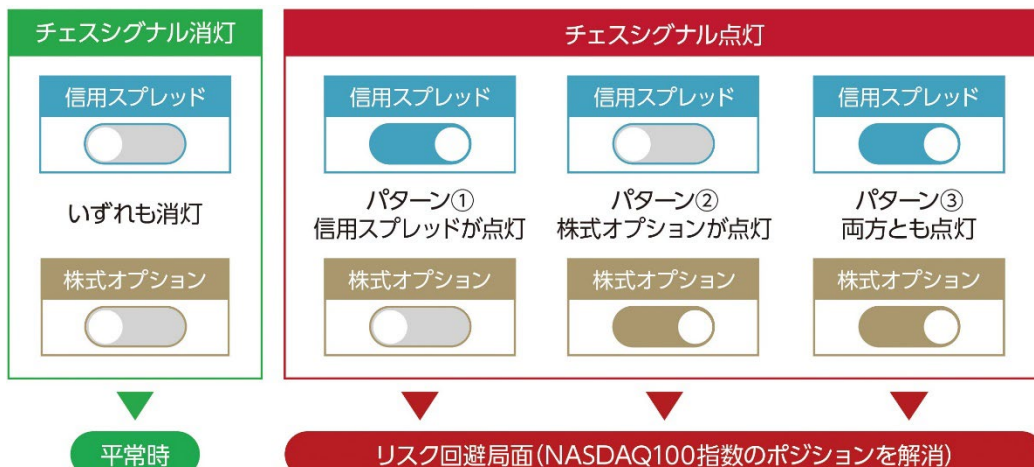 チェスシグナル消灯
信用スプレッド
いずれも消灯
株式オプション
平常時
チェスシグナル点灯
信用スプレッド
パターン①
信用スプレッドが点灯
株式オプション
信用スプレッド
パターン②
株式オプションが点灯
株式オプション
信用スプレッド
パターン③
両方とも点灯
株式オプション
リスク回避局面(NASDAQ100指数のポジションを解消)